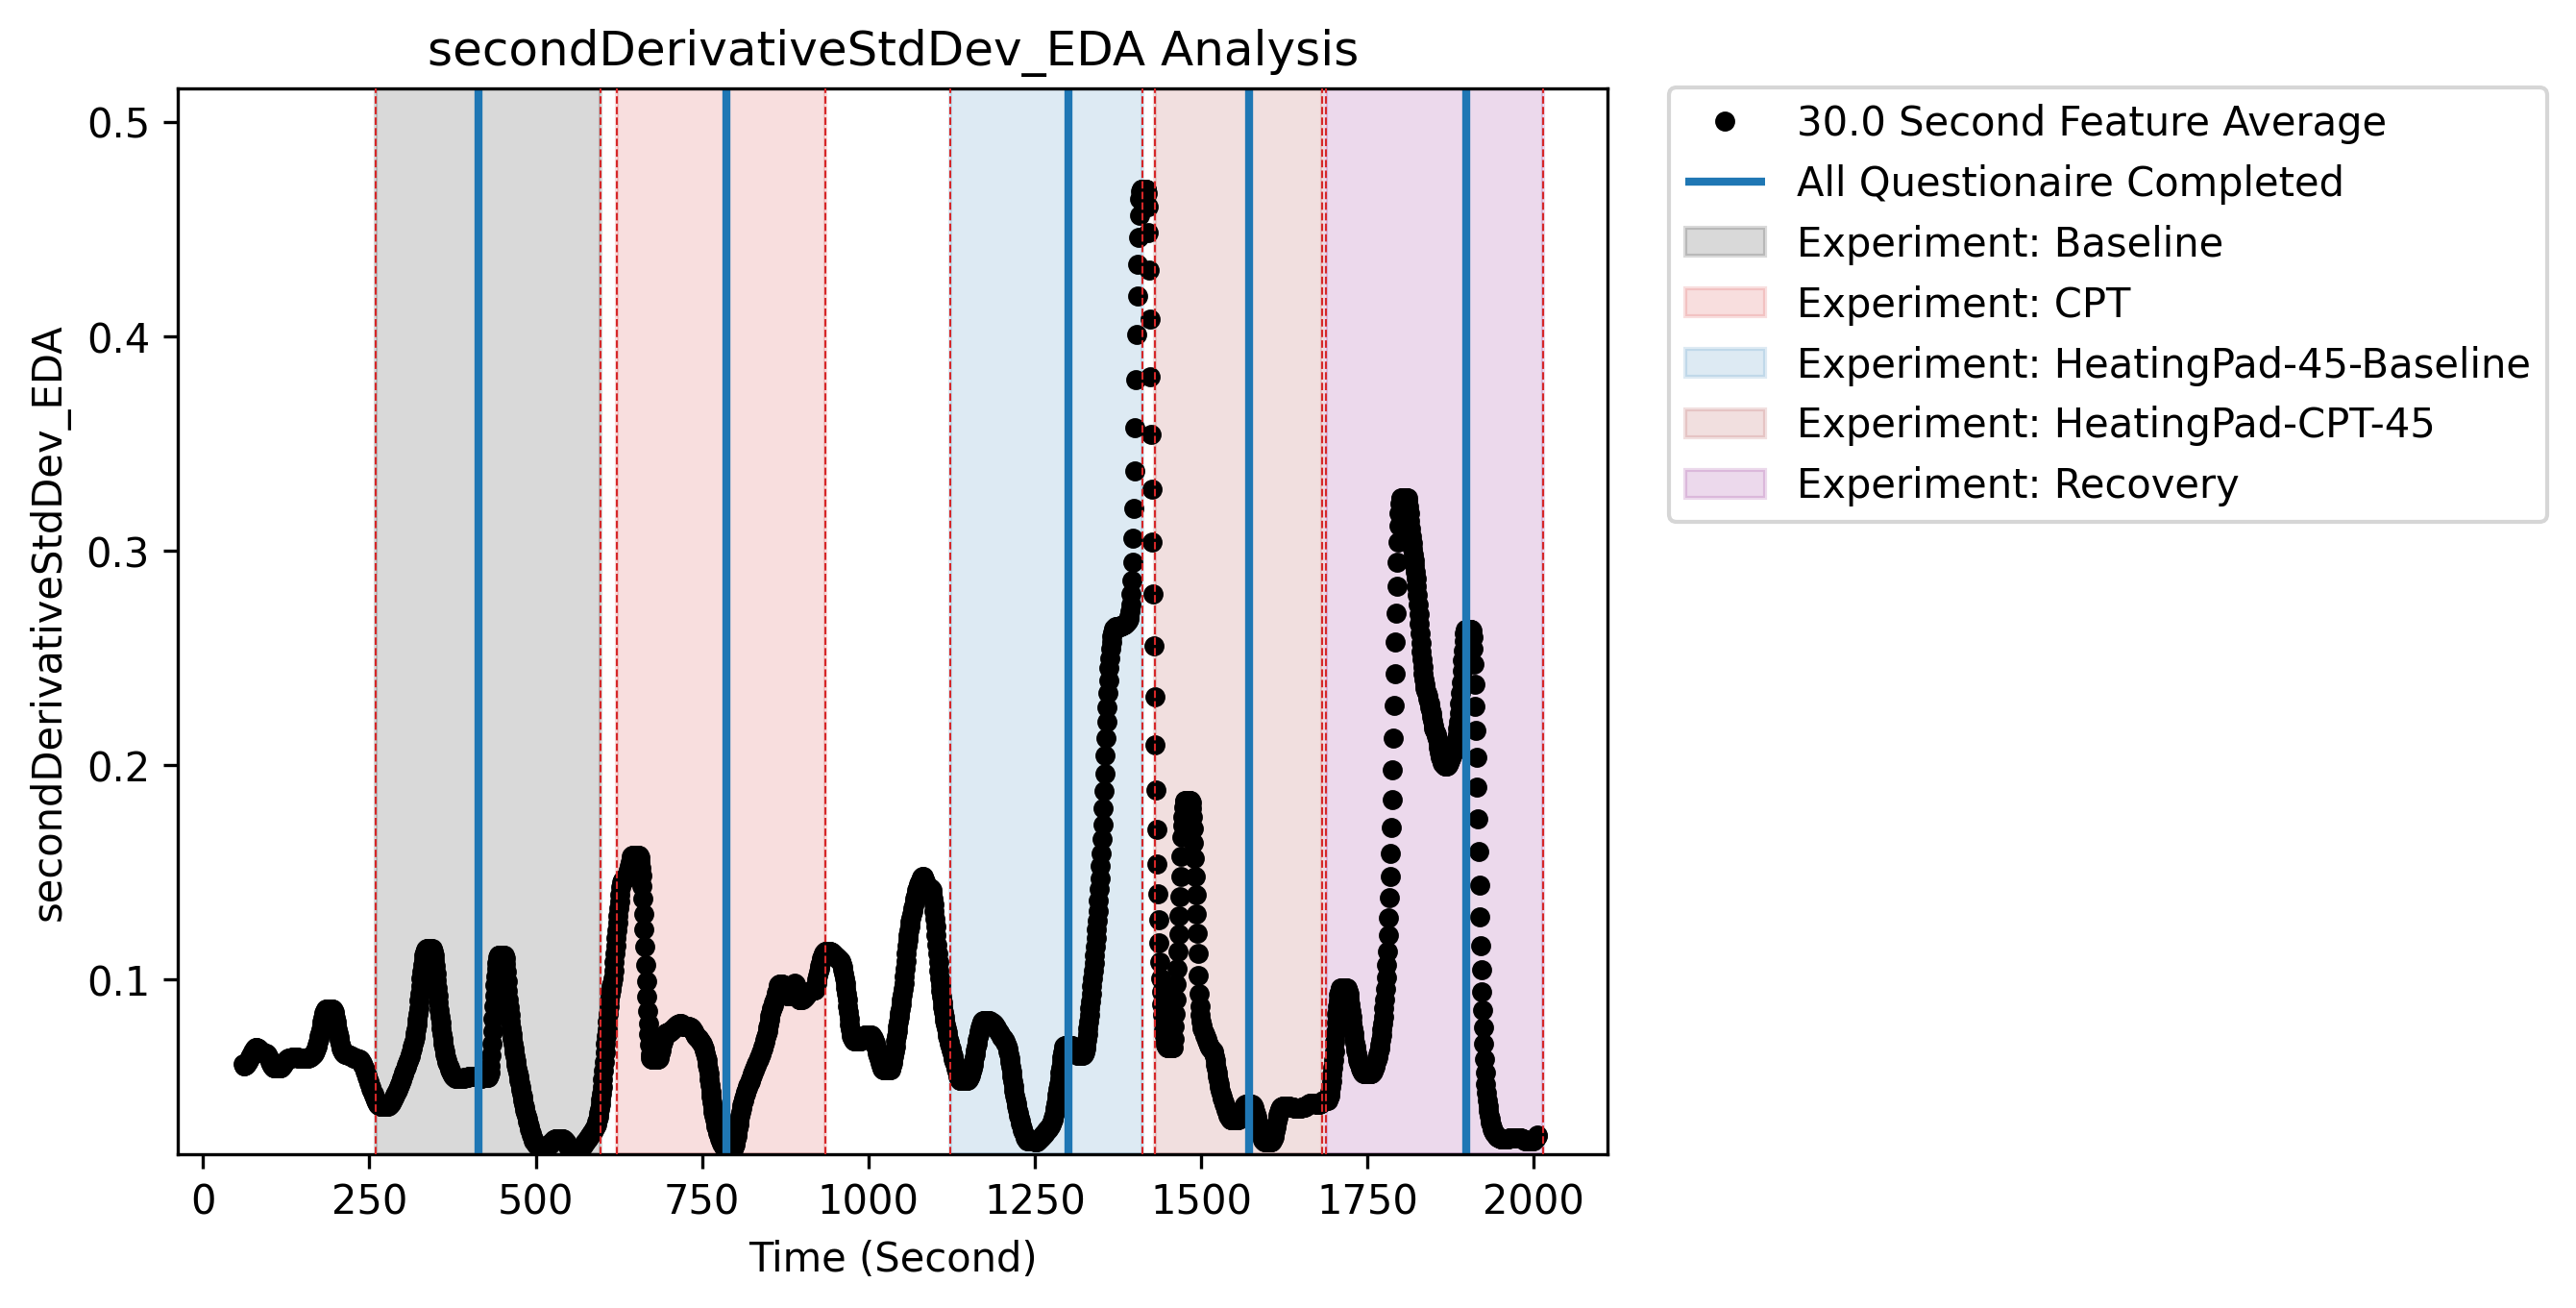 secondDerivativeStdDev_EDA Analysis
secondDerivativeStdDev_EDA
0.5
0.4
0.3
0.2
0.1
0 250 500 750 1000 1250 1500 1750 2000
Time (Second)
30.0 Second Feature Average
All Questionaire Completed
Experiment: Baseline
Experiment: CPT
Experiment: HeatingPad-45-Baseline
Experiment: HeatingPad-CPT-45
Experiment: Recovery